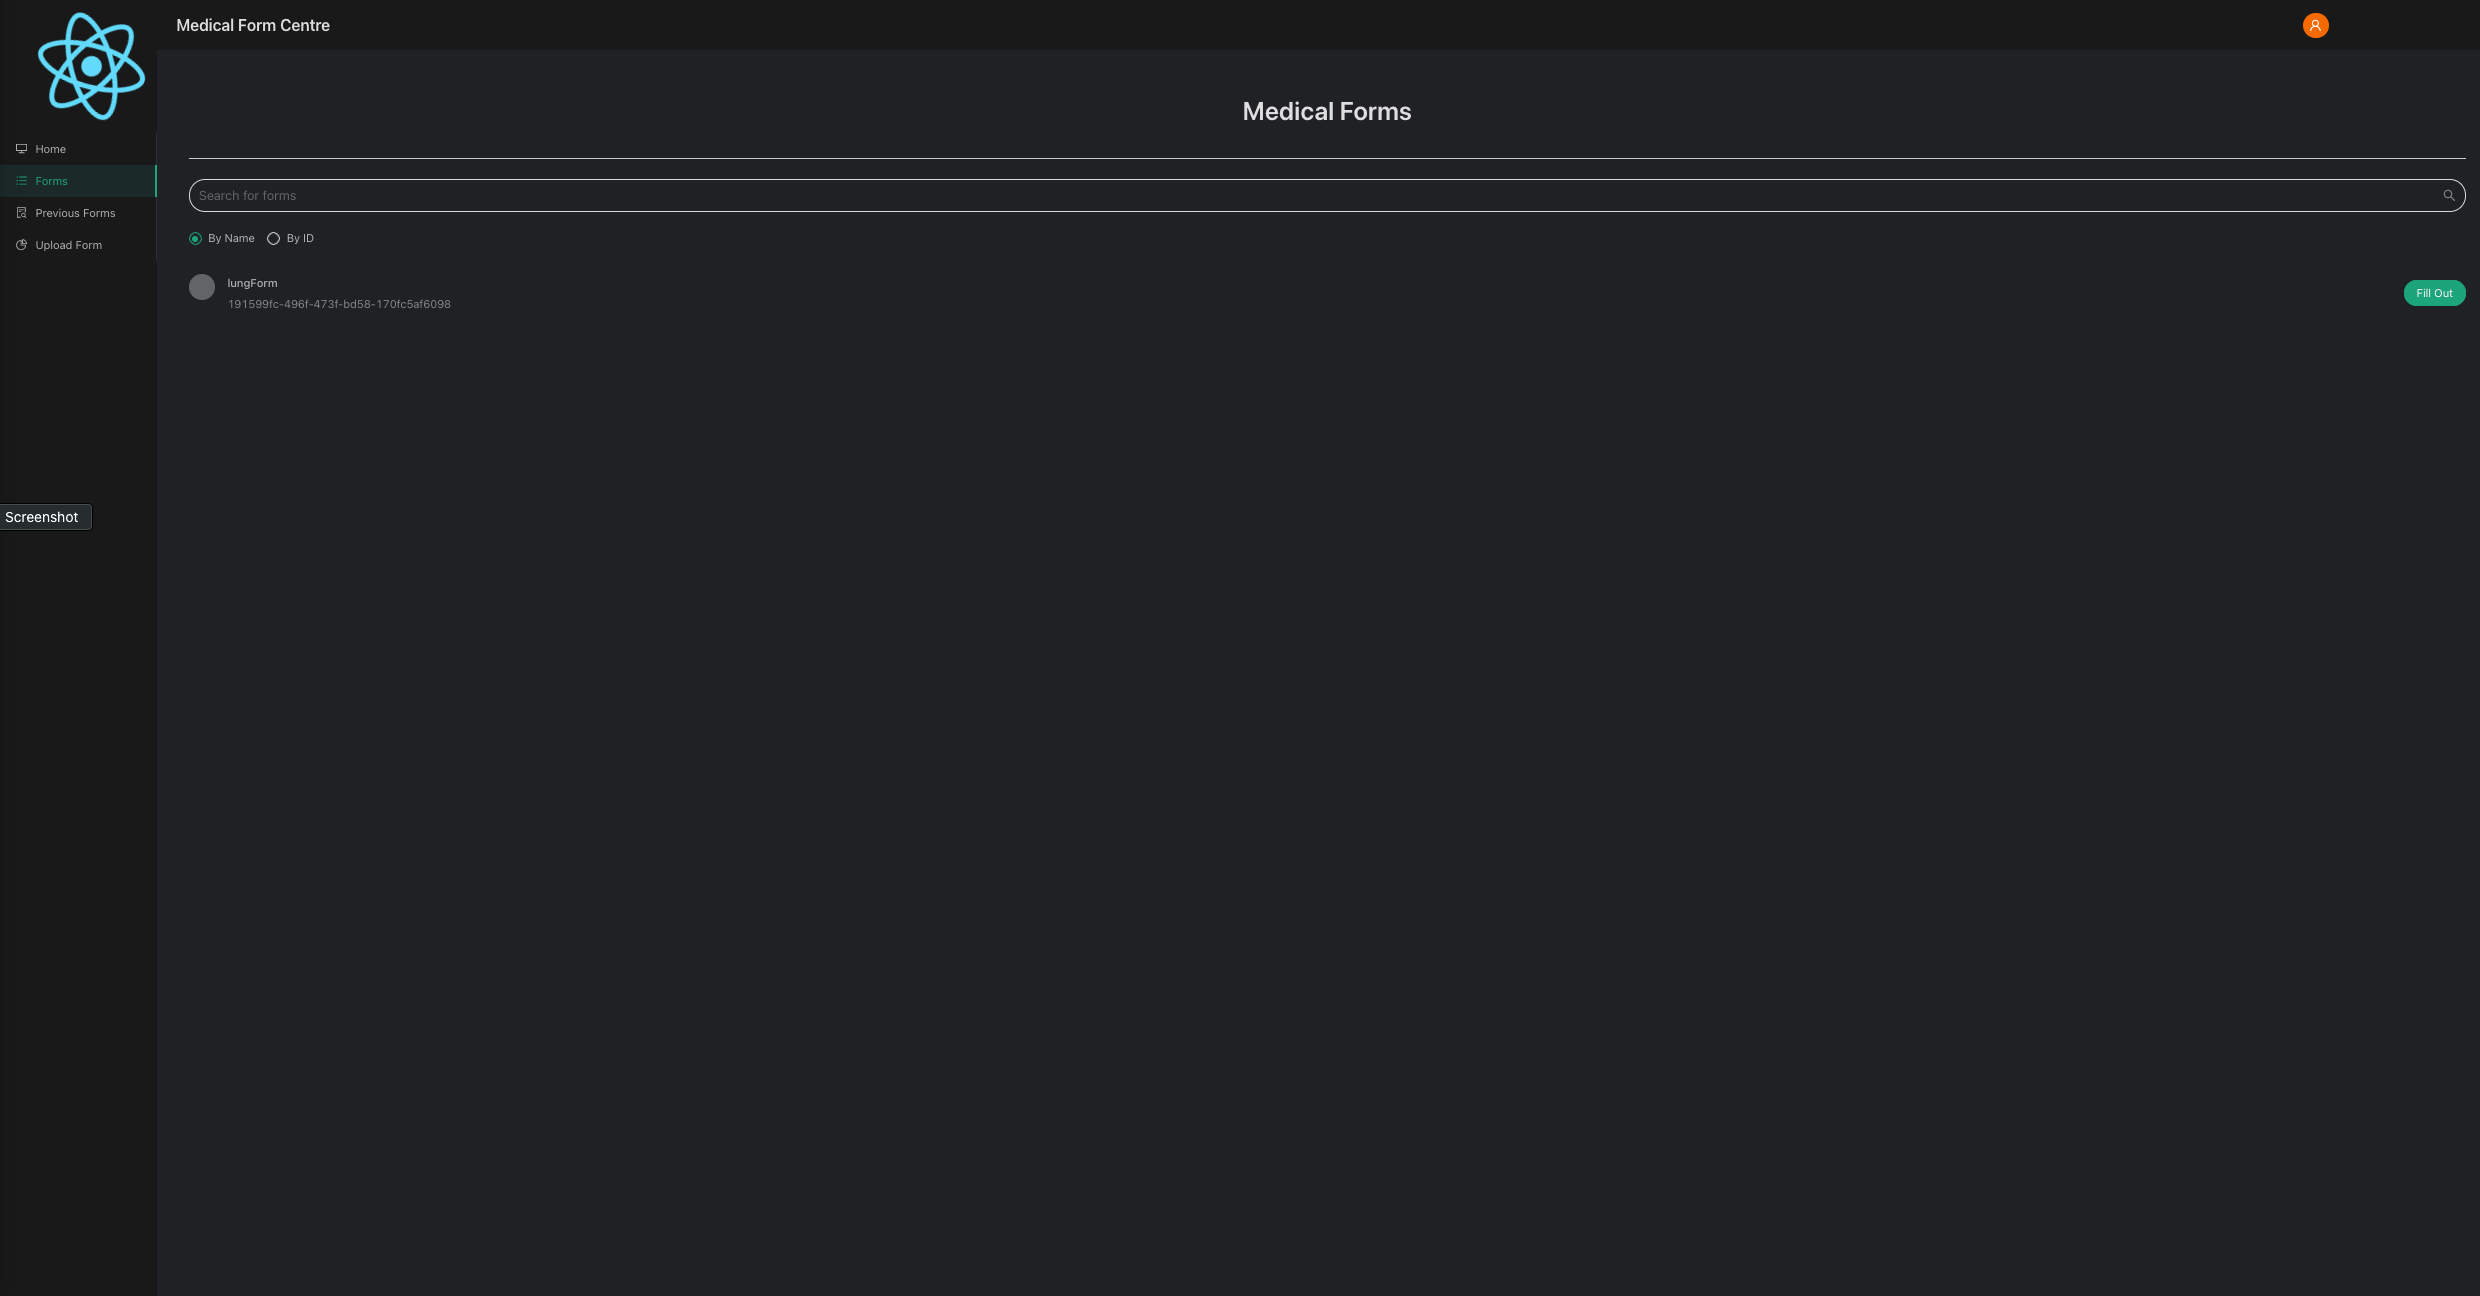 Medical Form Centre
Home
Forms
Previous Forms
Upload Form
Screenshot
Medical Forms
Search for forms
By Name By ID
lungForm
191599fc-496f-473f-bd58-170fc5af6098
Fill Out